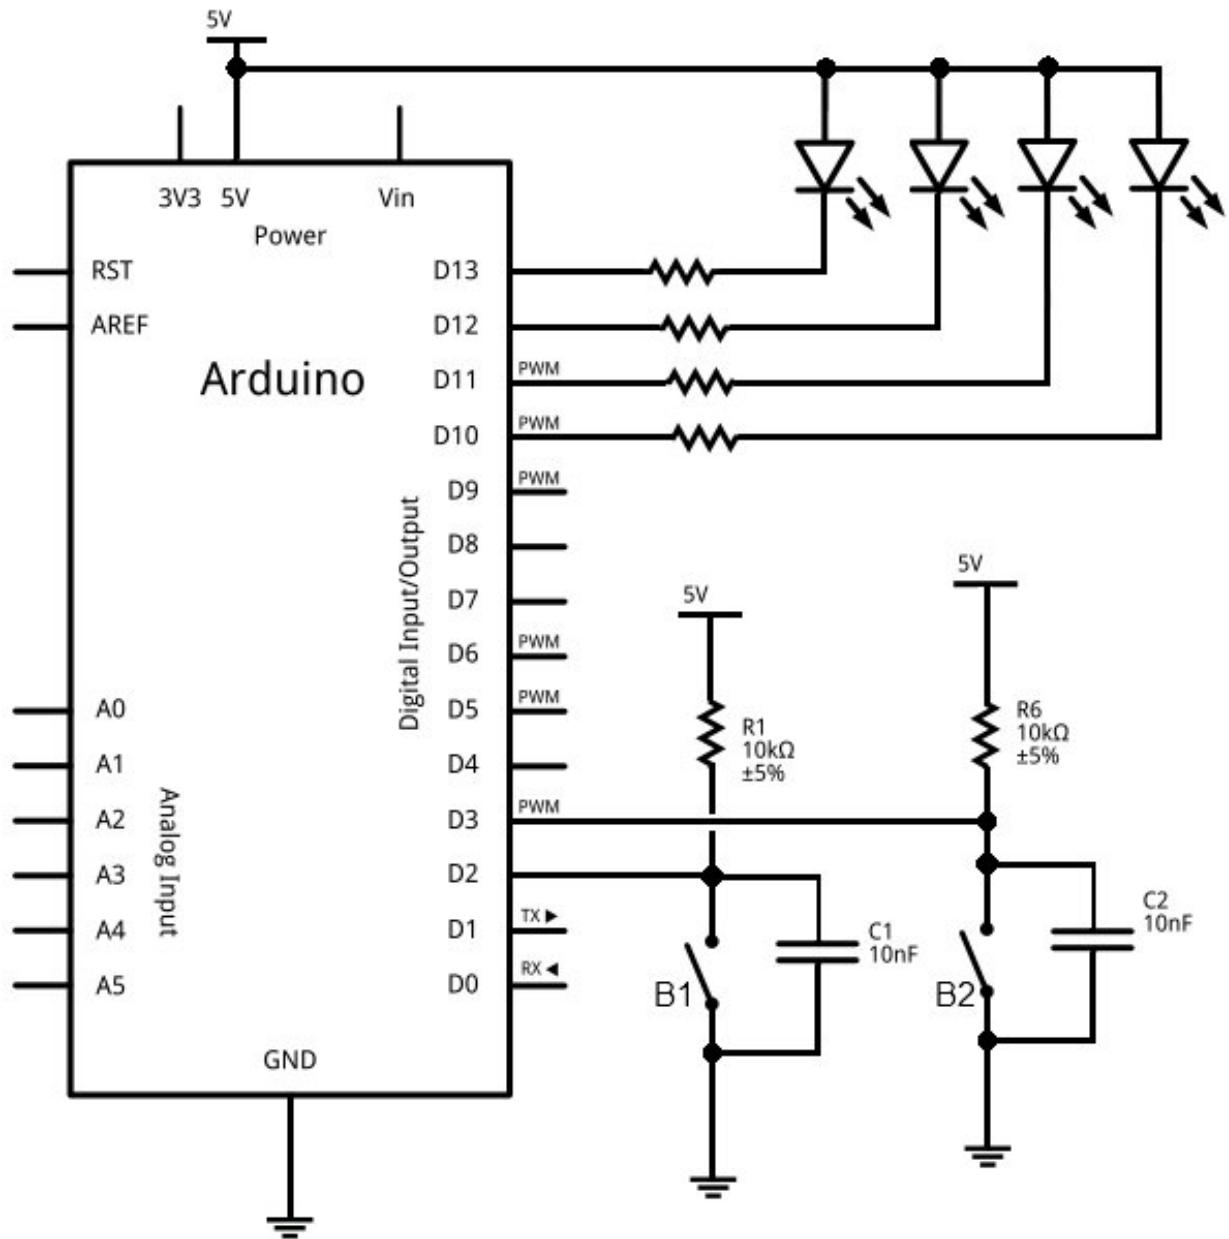 5V
3V3
5V
Vin
Power
RST
D13
AREF
D12
Arduino
D11
PWM
D10
PWM
D9
PWM
D8
Digital Input/Output
D7
D6
PWM
D5
PWM
D4
D3
PWM
D2
D1
TX ▶
D0
RX ◀
A0
A1
A2
A3
A4
A5
Analog Input
GND
5V
R1
10kΩ
±5%
5V
R6
10kΩ
±5%
B1
C1
10nF
B2
C2
10nF